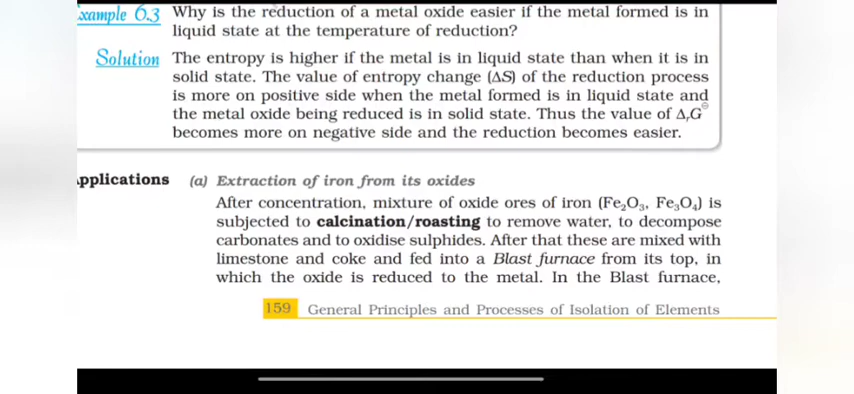 xample 6.3 Why is the reduction of a metal oxide easier if the metal formed is in
liquid state at the temperature of reduction?
Solution The entropy is higher if the metal is in liquid state than when it is in
solid state. The value of entropy change (ΔS) of the reduction process
is more on positive side when the metal formed is in liquid state and
the metal oxide being reduced is in solid state. Thus the value of ΔᵣG⊖
becomes more on negative side and the reduction becomes easier.
pplications (a) Extraction of iron from its oxides
After concentration, mixture of oxide ores of iron (Fe₂O₃, Fe₃O₄) is
subjected to calcination/roasting to remove water, to decompose
carbonates and to oxidise sulphides. After that these are mixed with
limestone and coke and fed into a Blast furnace from its top, in
which the oxide is reduced to the metal. In the Blast furnace,
159 General Principles and Processes of Isolation of Elements